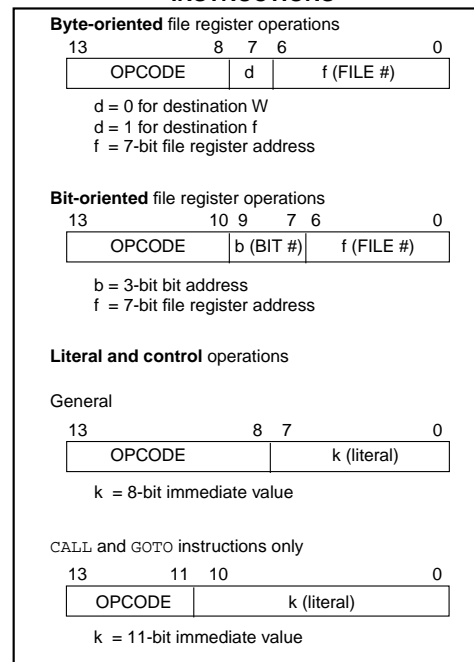 INSTRUCTIONS
Byte-oriented file register operations
13 8 7 6 0
OPCODE d f (FILE #)
d = 0 for destination W
d = 1 for destination f
f = 7-bit file register address
Bit-oriented file register operations
13 10 9 7 6 0
OPCODE b (BIT #) f (FILE #)
b = 3-bit bit address
f = 7-bit file register address
Literal and control operations
General
13 8 7 0
OPCODE k (literal)
k = 8-bit immediate value
CALL and GOTO instructions only
13 11 10 0
OPCODE k (literal)
k = 11-bit immediate value